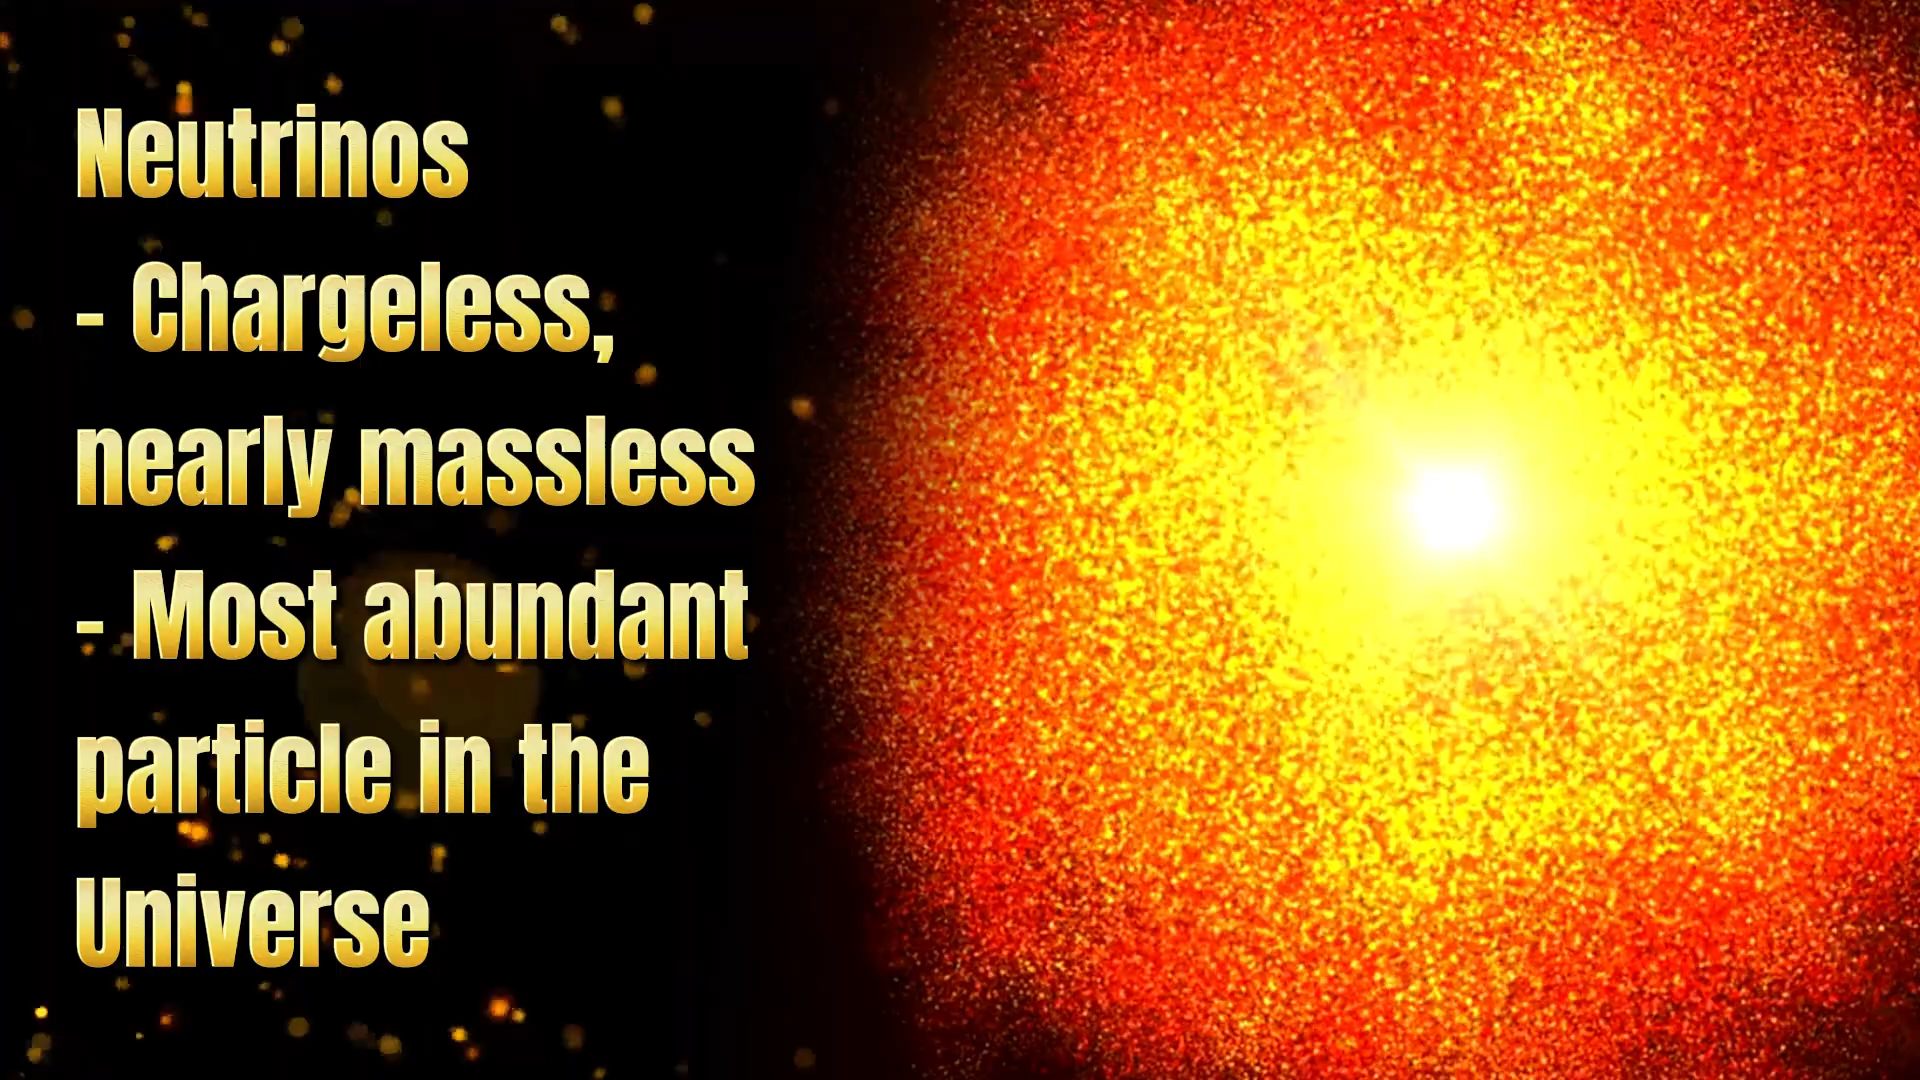 Neutrinos
- Chargeless,
nearly massless
- Most abundant
particle in the
Universe